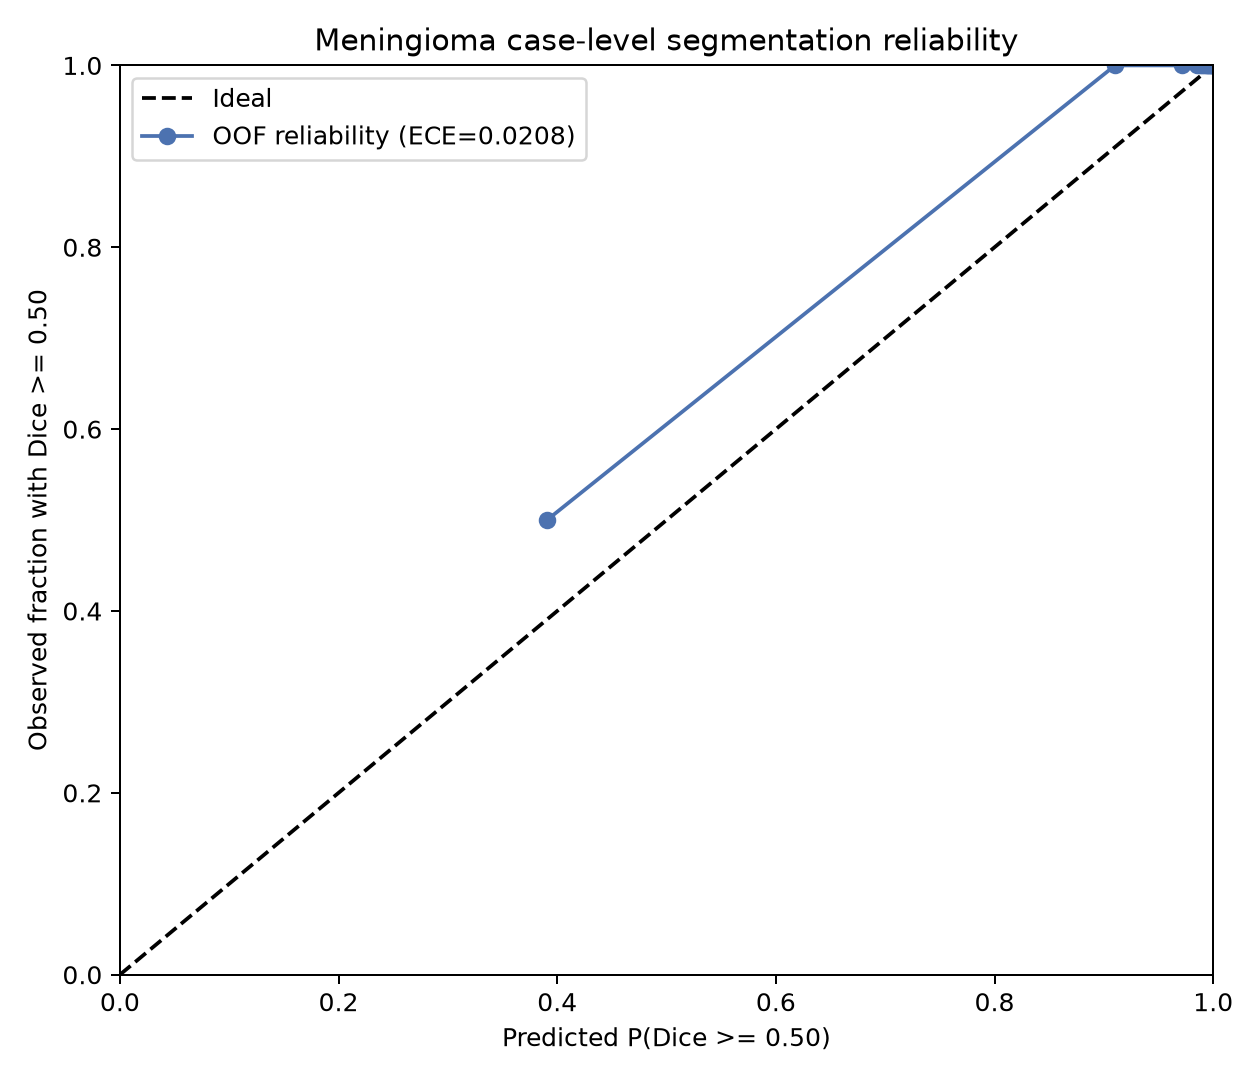 Meningioma case-level segmentation reliability
Ideal
OOF reliability (ECE=0.0208)
Observed fraction with Dice >= 0.50
1.0
0.8
0.6
0.4
0.2
0.0
0.0 0.2 0.4 0.6 0.8 1.0
Predicted P(Dice >= 0.50)